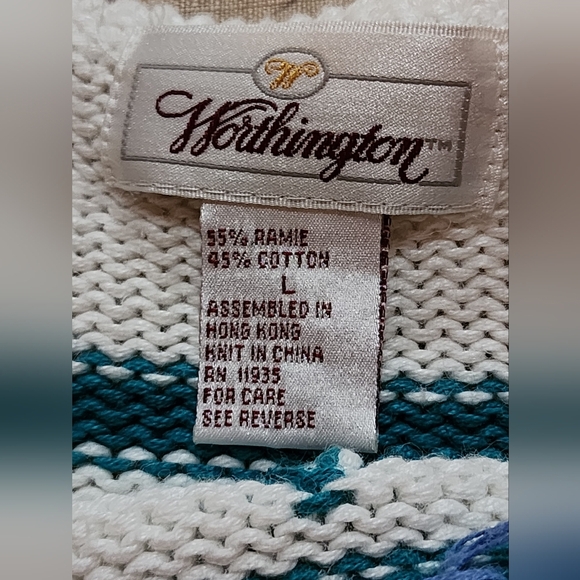 W
Worthington™
55% RAMIE
45% COTTON
L
ASSEMBLED IN
HONG KONG
KNIT IN CHINA
RN 11935
FOR CARE
SEE REVERSE